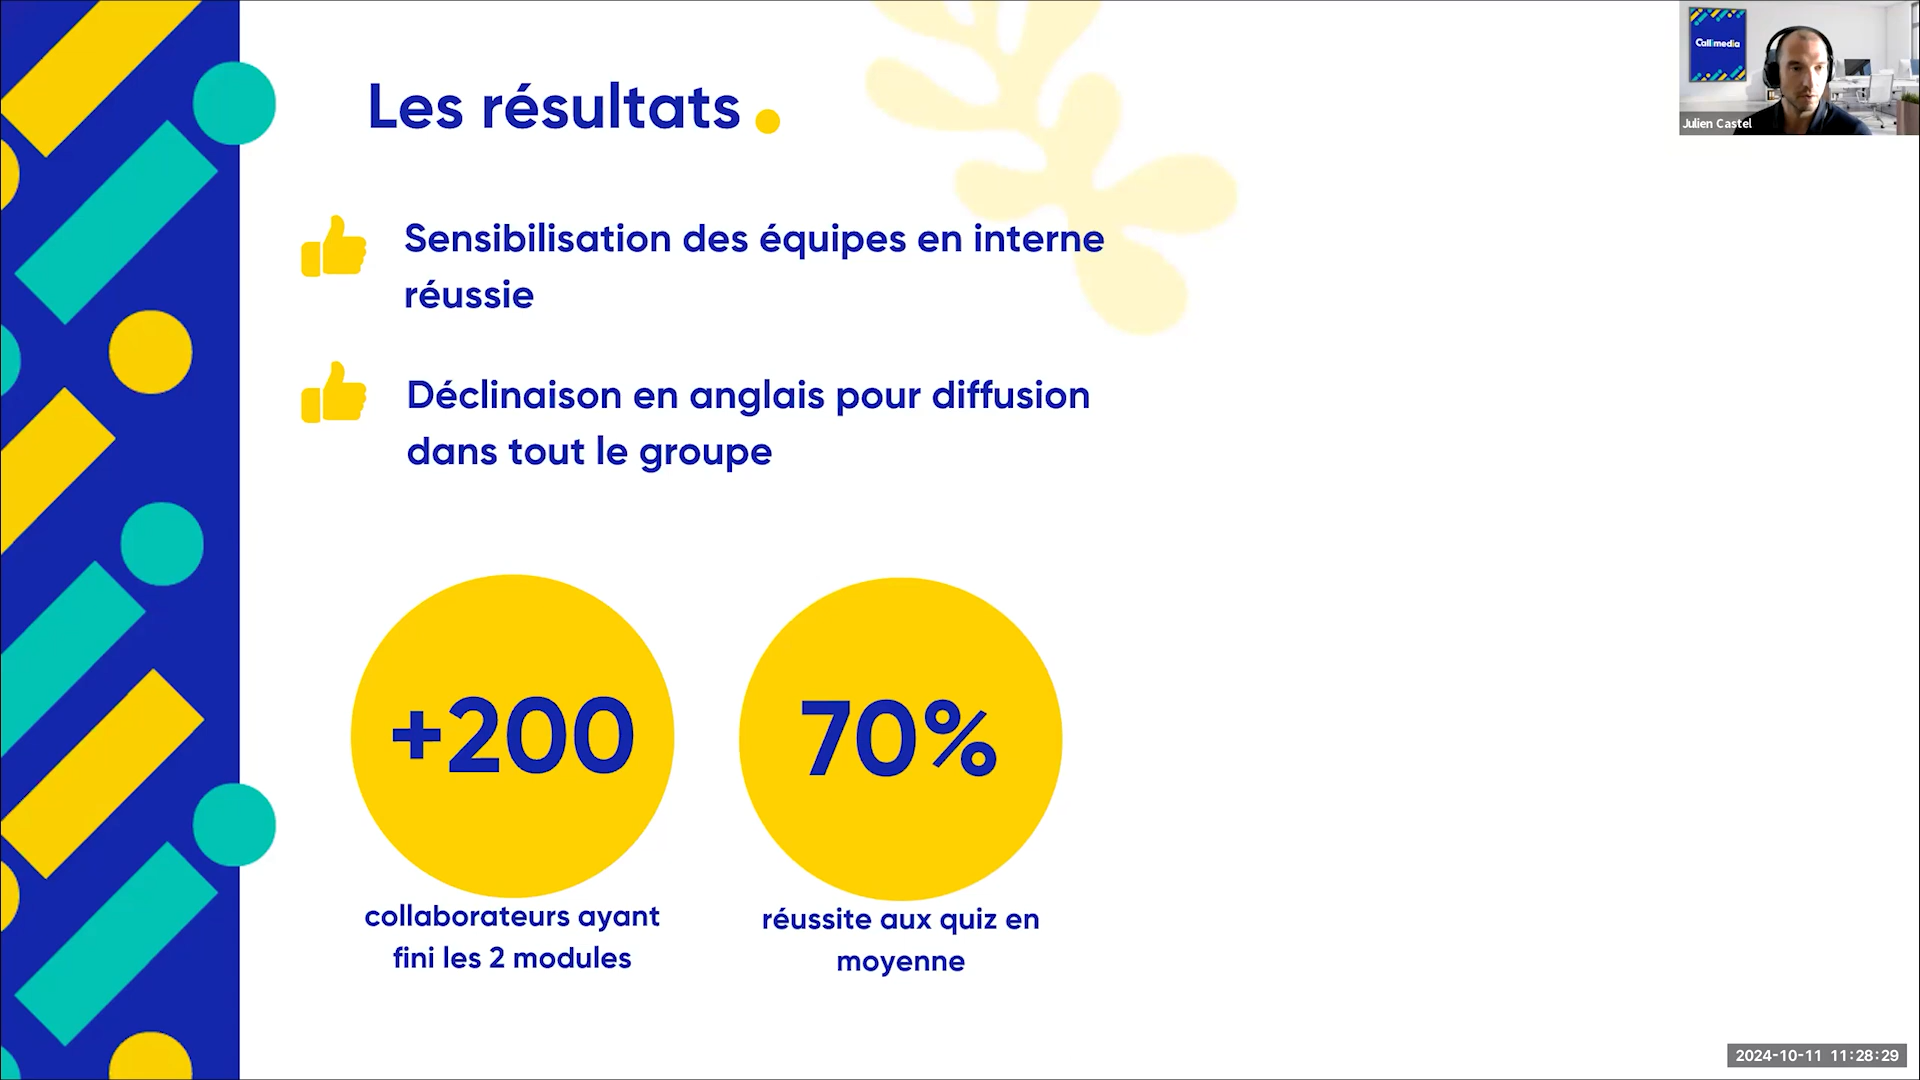 Les résultats.
Callimedia
Julien Castel
Sensibilisation des équipes en interne
réussie
Déclinaison en anglais pour diffusion
dans tout le groupe
+200
70%
collaborateurs ayant
fini les 2 modules
réussite aux quiz en
moyenne
2024-10-11 11:28:29